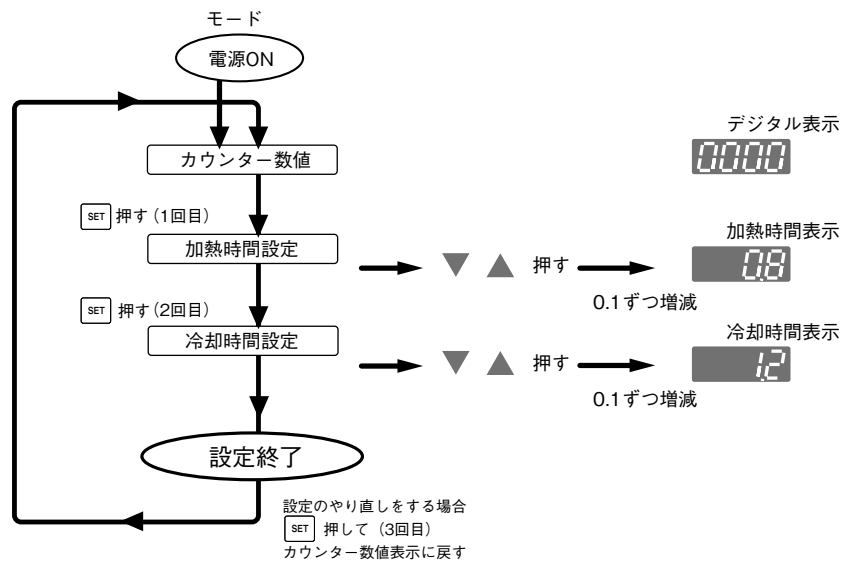 モード
電源ON
デジタル表示
カウンター数値
0000
SET 押す(1回目)
加熱時間表示
加熱時間設定
▼ ▲ 押す
0.8
0.1ずつ増減
SET 押す(2回目)
冷却時間表示
冷却時間設定
▼ ▲ 押す
1.2
0.1ずつ増減
設定終了
設定のやり直しをする場合
SET 押して(3回目)
カウンター数値表示に戻す